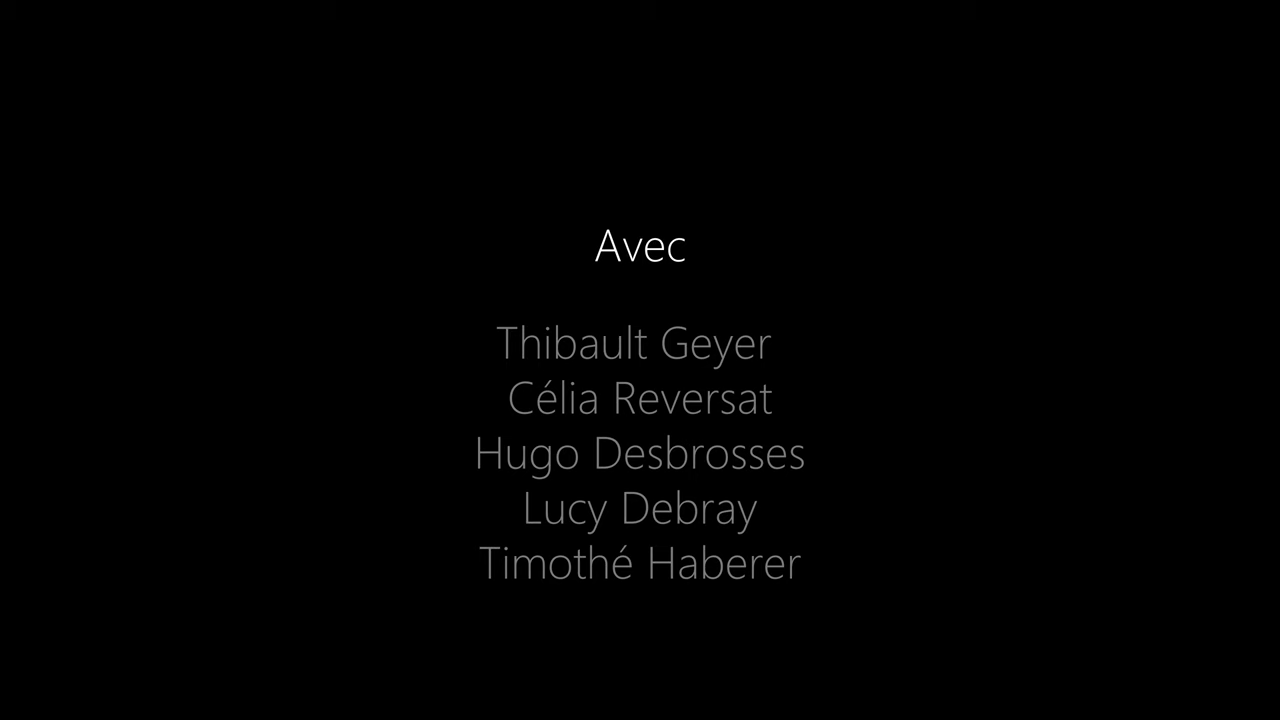 Avec
Thibault Geyer
Célia Reversat
Hugo Desbrosses
Lucy Debray
Timothé Haberer